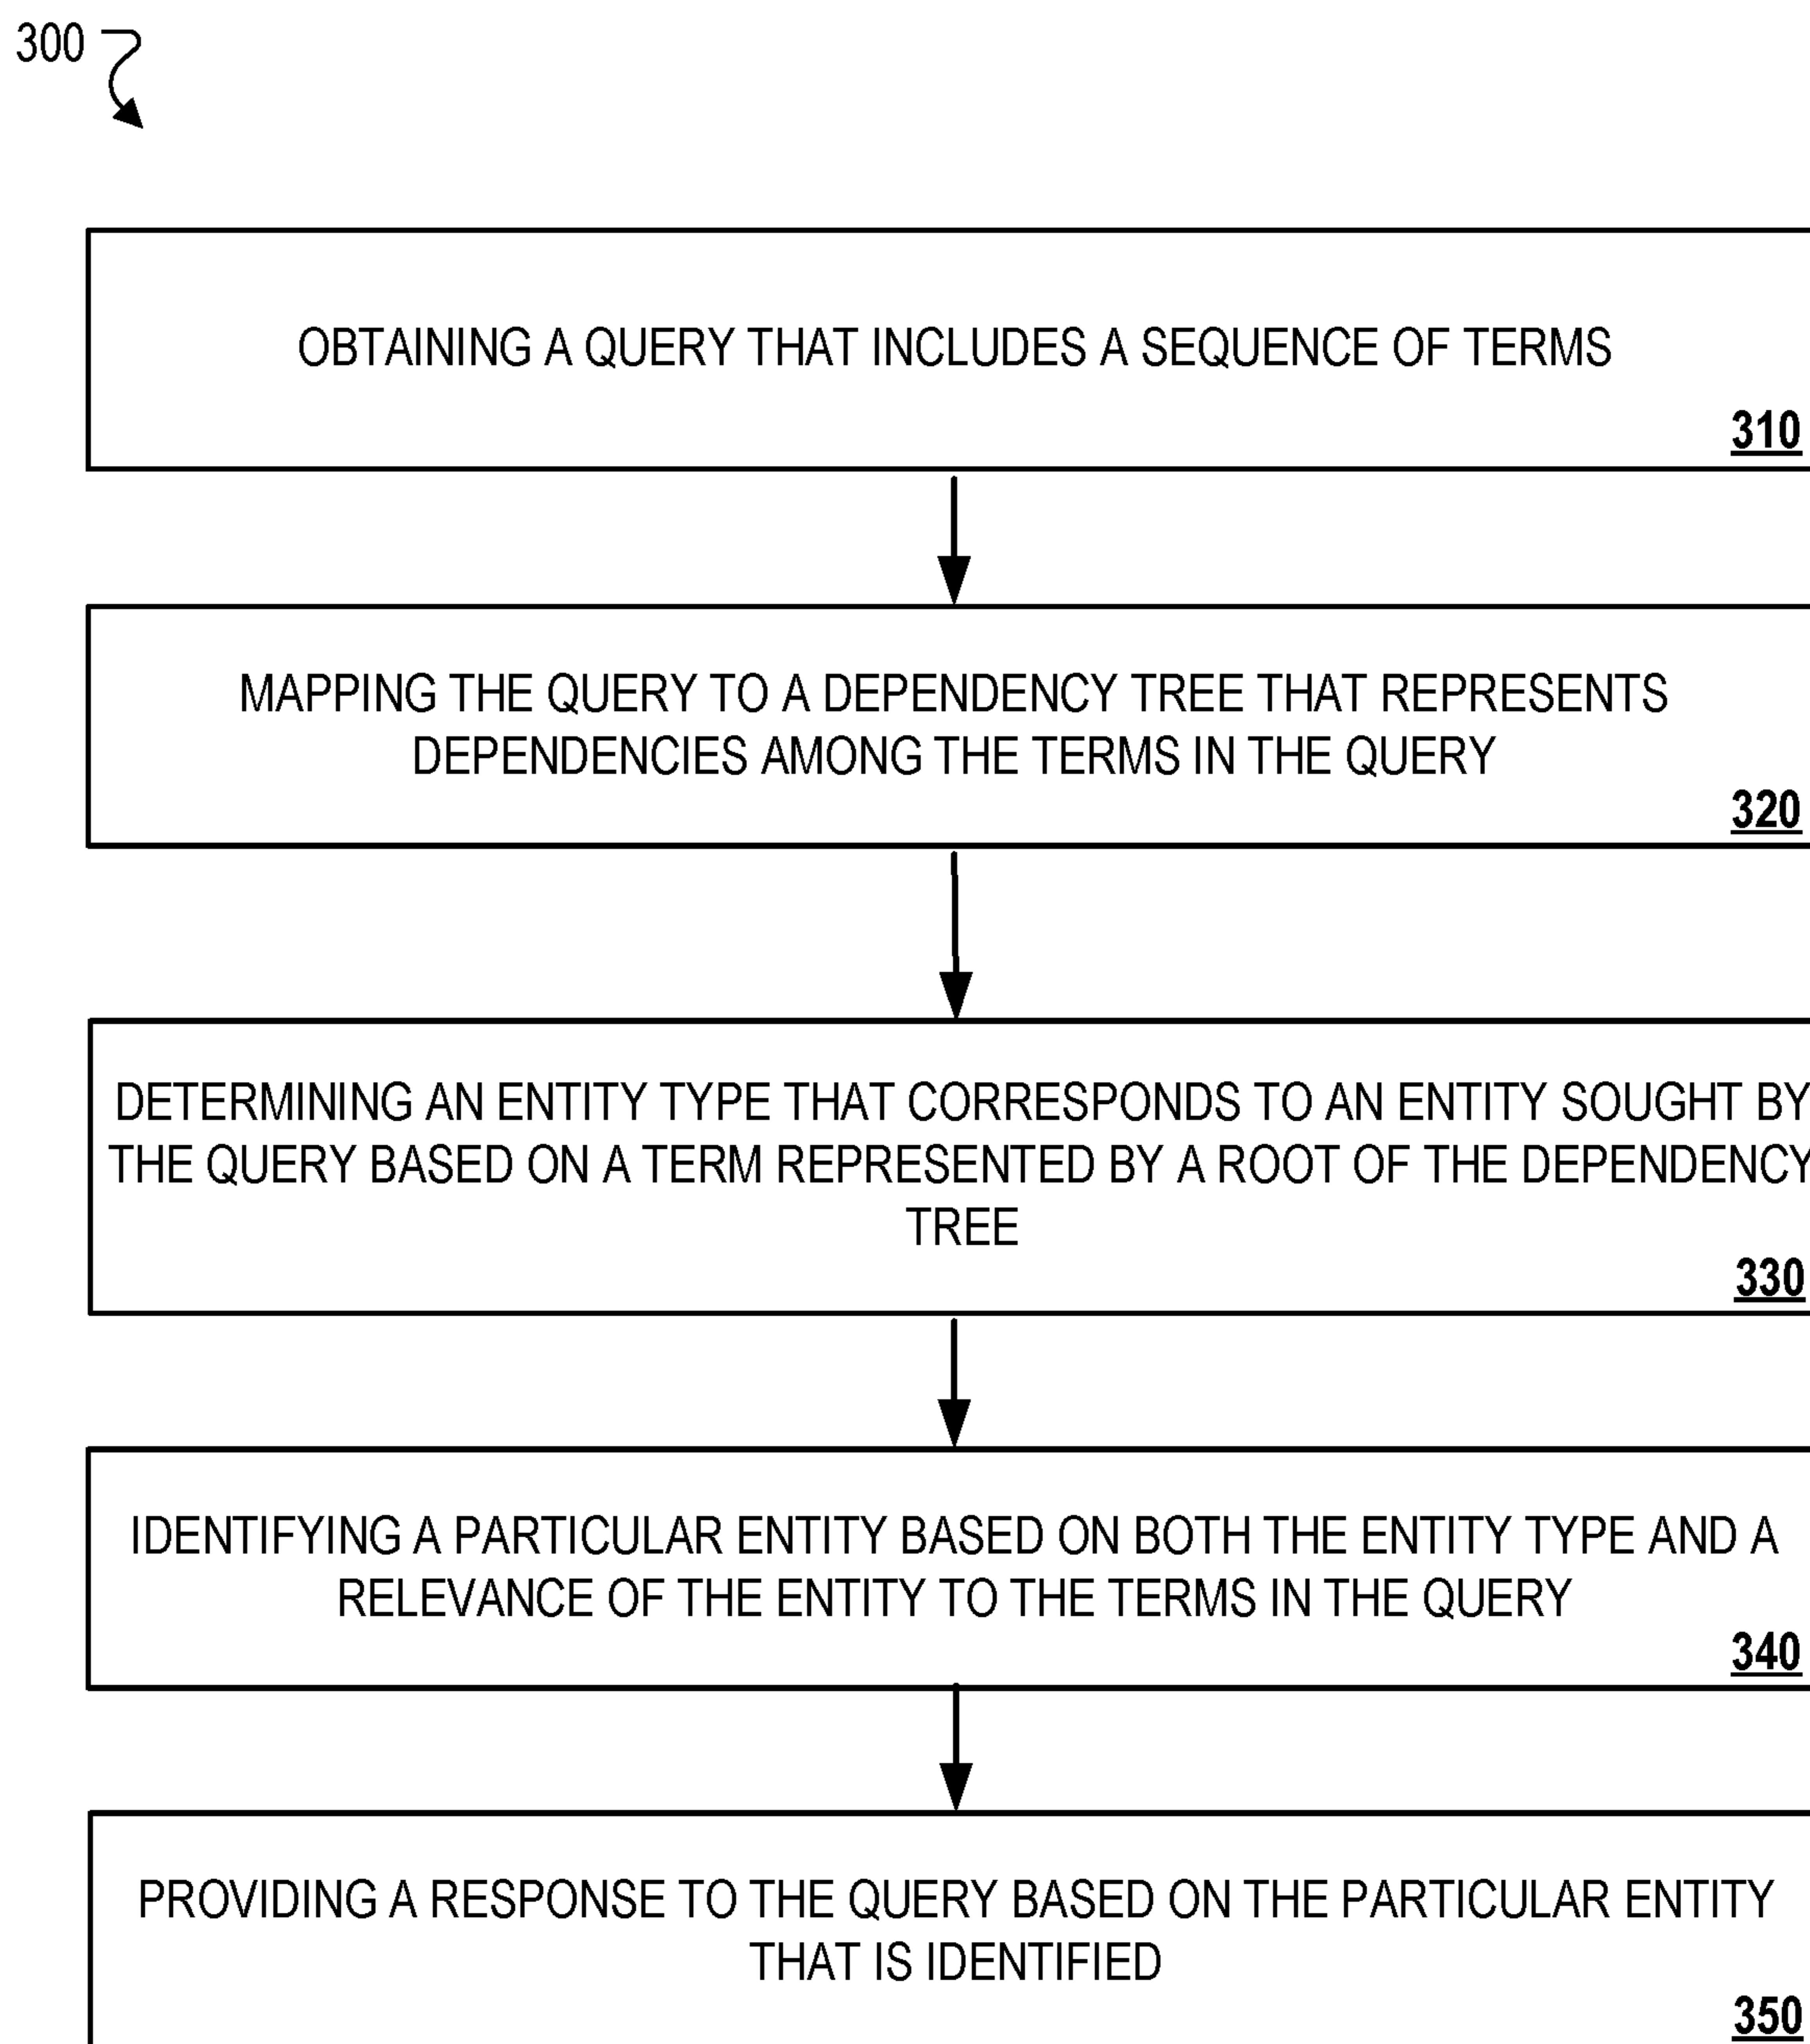 300
OBTAINING A QUERY THAT INCLUDES A SEQUENCE OF TERMS
310
MAPPING THE QUERY TO A DEPENDENCY TREE THAT REPRESENTS
DEPENDENCIES AMONG THE TERMS IN THE QUERY
320
DETERMINING AN ENTITY TYPE THAT CORRESPONDS TO AN ENTITY SOUGHT BY
THE QUERY BASED ON A TERM REPRESENTED BY A ROOT OF THE DEPENDENCY
TREE
330
IDENTIFYING A PARTICULAR ENTITY BASED ON BOTH THE ENTITY TYPE AND A
RELEVANCE OF THE ENTITY TO THE TERMS IN THE QUERY
340
PROVIDING A RESPONSE TO THE QUERY BASED ON THE PARTICULAR ENTITY
THAT IS IDENTIFIED
350